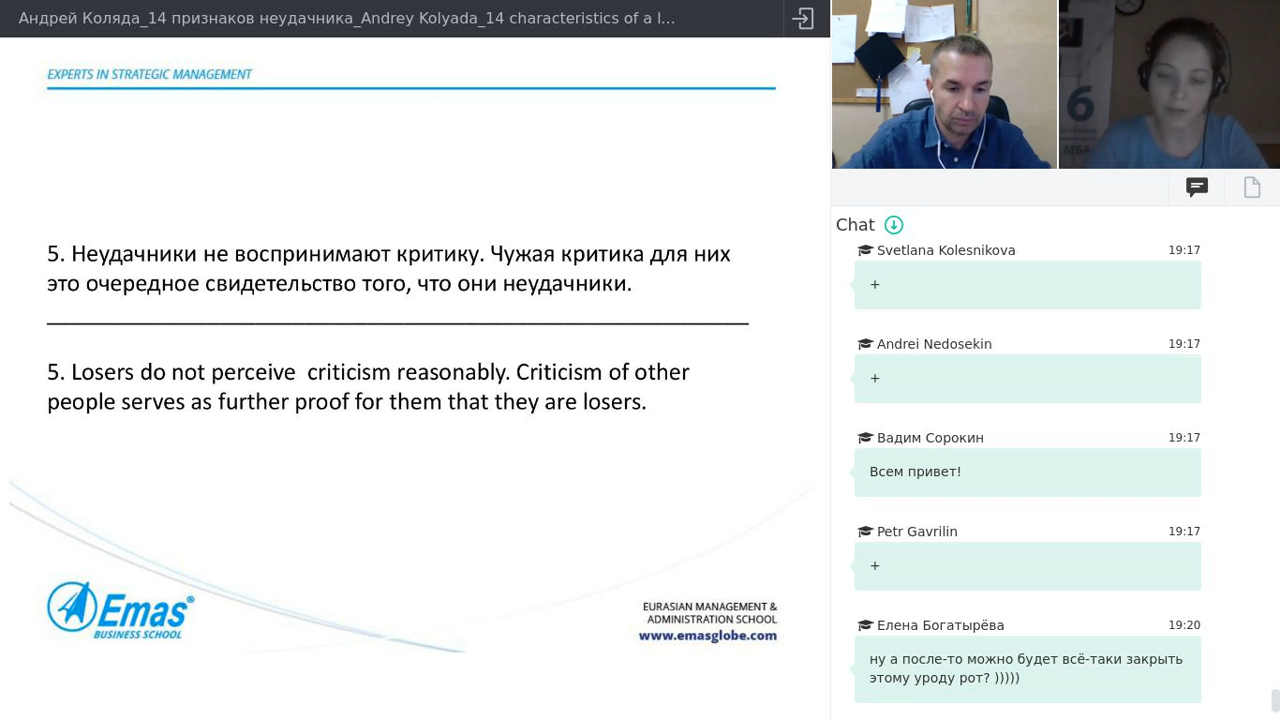 Андрей Коляда_14 признаков неудачника_Andrey Kolyada_14 characteristics of a l...
EXPERTS IN STRATEGIC MANAGEMENT
5. Неудачники не воспринимают критику. Чужая критика для них
это очередное свидетельство того, что они неудачники.
5. Losers do not perceive  criticism reasonably. Criticism of other
people serves as further proof for them that they are losers.
Emas®
BUSINESS SCHOOL
EURASIAN MANAGEMENT &
ADMINISTRATION SCHOOL
www.emasglobe.com
6
Chat
Svetlana Kolesnikova 19:17
+
Andrei Nedosekin 19:17
+
Вадим Сорокин 19:17
Всем привет!
Petr Gavrilin 19:17
+
Елена Богатырёва 19:20
ну а после-то можно будет всё-таки закрыть
этому уроду рот? )))))